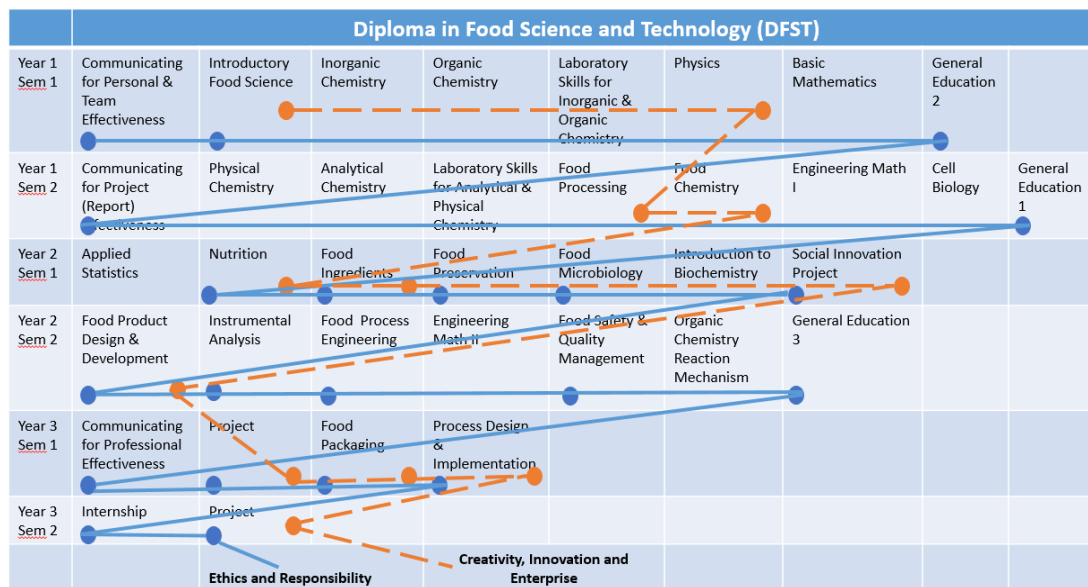 Diploma in Food Science and Technology (DFST)
Year 1
Sem 1
Communicating
for Personal &
Team
Effectiveness
Introductory
Food Science
Inorganic
Chemistry
Organic
Chemistry
Laboratory
Skills for
Inorganic &
Organic
Chemistry
Physics
Basic
Mathematics
General
Education
2
Year 1
Sem 2
Communicating
for Project
(Report)
Effectiveness
Physical
Chemistry
Analytical
Chemistry
Laboratory Skills
for Analytical &
Physical
Chemistry
Food
Processing
Food
Chemistry
Engineering Math
I
Cell
Biology
General
Education
1
Year 2
Sem 1
Applied
Statistics
Nutrition
Food
Ingredients
Food
Preservation
Food
Microbiology
Introduction to
Biochemistry
Social Innovation
Project
Year 2
Sem 2
Food Product
Design &
Development
Instrumental
Analysis
Food Process
Engineering
Engineering
Math II
Food Safety &
Quality
Management
Organic
Chemistry
Reaction
Mechanism
General Education
3
Year 3
Sem 1
Communicating
for Professional
Effectiveness
Project
Food
Packaging
Process Design
&
Implementation
Year 3
Sem 2
Internship
Project
Ethics and Responsibility
Creativity, Innovation and
Enterprise